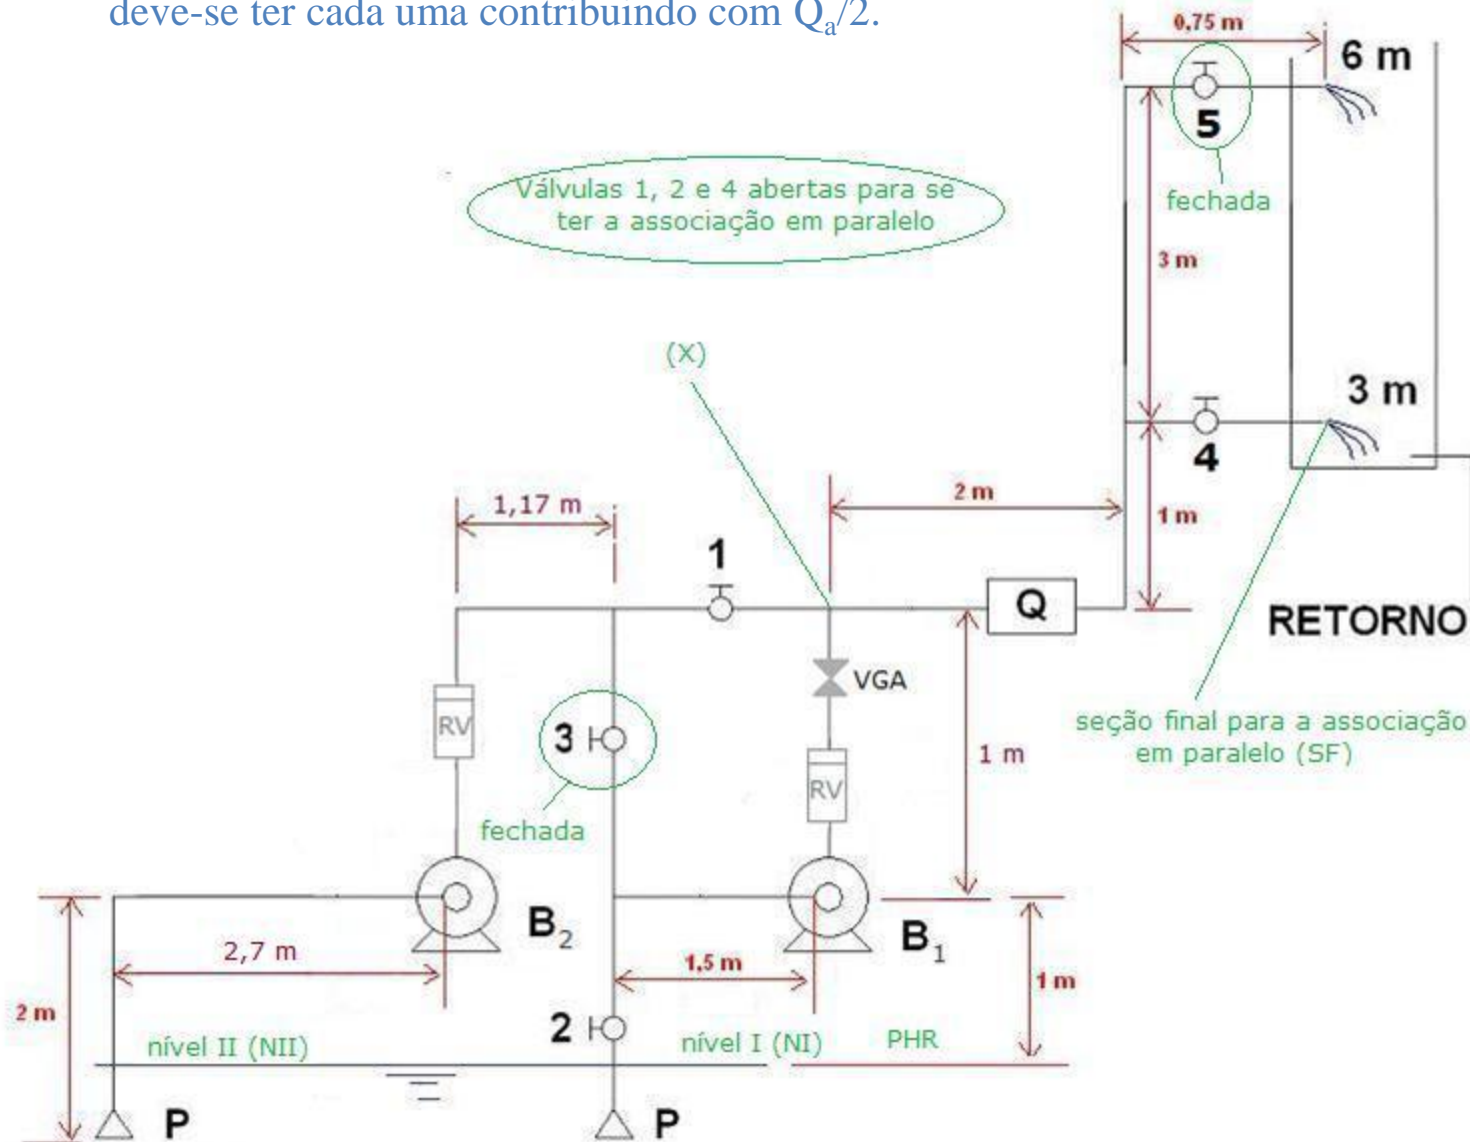 deve-se ter cada uma contribuindo com Qₐ/2.
0,75 m
6 m
5
fechada
Válvulas 1, 2 e 4 abertas para se
ter a associação em paralelo
3 m
(X)
3 m
4
2 m
1,17 m
1 m
1
Q
RETORNO
VGA
RV
3
seção final para a associação
em paralelo (SF)
1 m
RV
fechada
B₂
B₁
2,7 m
1,5 m
1 m
2 m
2
nível II (NII)
nível I (NI)
PHR
P
P